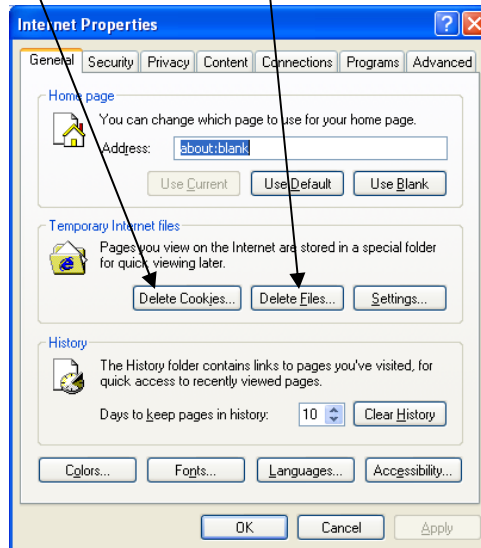 Internet Properties
General Security Privacy Content Connections Programs Advanced
Home page
You can change which page to use for your home page.
Address: about:blank
Use Current Use Default Use Blank
Temporary Internet files
Pages you view on the Internet are stored in a special folder
for quick viewing later.
Delete Cookies... Delete Files... Settings...
History
The History folder contains links to pages you've visited, for
quick access to recently viewed pages.
Days to keep pages in history: 10 Clear History
Colors... Fonts... Languages... Accessibility...
OK Cancel Apply